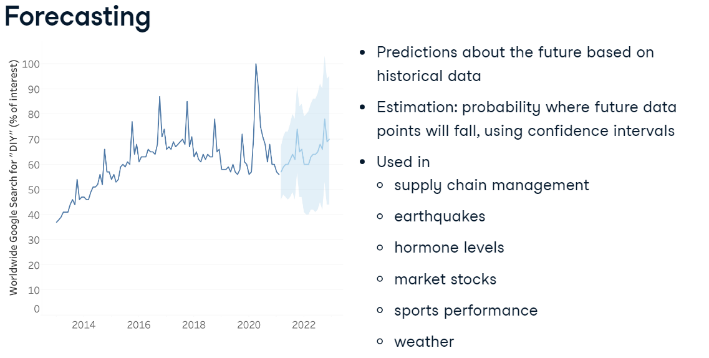 Forecasting
Worldwide Google Search for "DIY" (% of interest)
100
90
80
70
60
50
40
30
20
10
0
2014
2016
2018
2020
2022
• Predictions about the future based on
historical data
• Estimation: probability where future data
points will fall, using confidence intervals
• Used in
○ supply chain management
○ earthquakes
○ hormone levels
○ market stocks
○ sports performance
○ weather